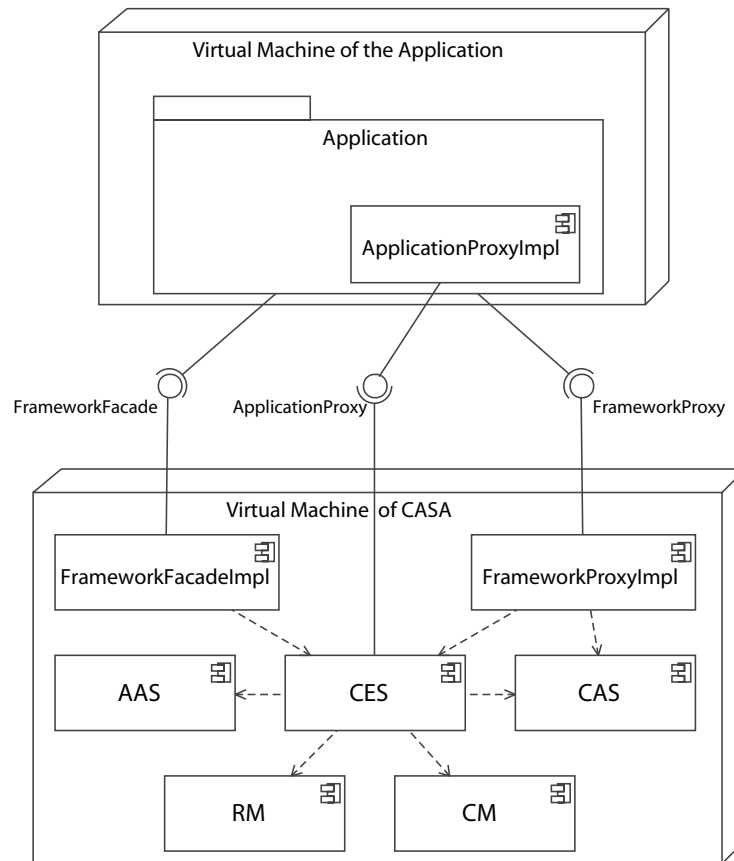 Virtual Machine of the Application
Application
ApplicationProxyImpl
FrameworkFacade
ApplicationProxy
FrameworkProxy
Virtual Machine of CASA
FrameworkFacadeImpl
FrameworkProxyImpl
AAS
CES
CAS
RM
CM